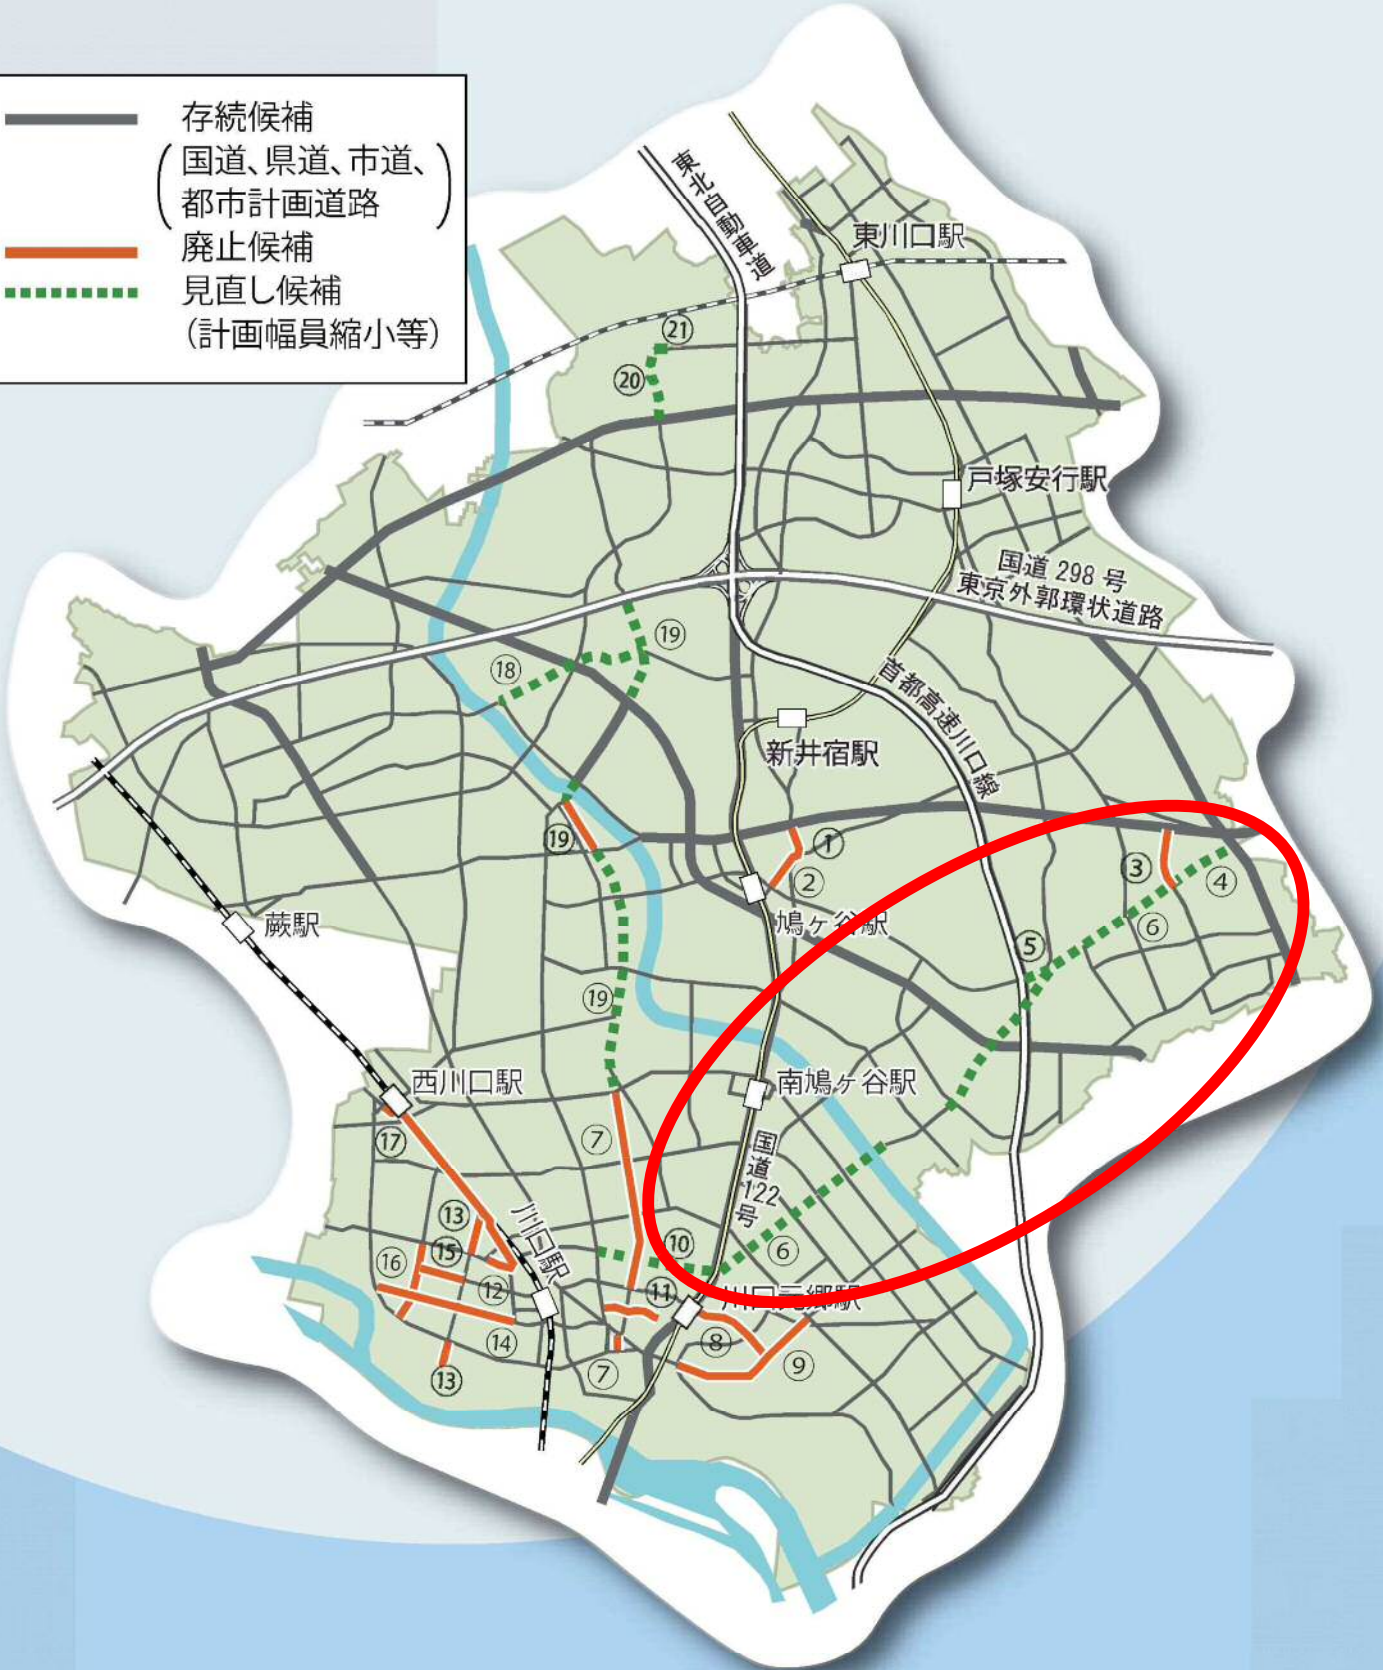 存続候補
(国道、県道、市道、
都市計画道路)
廃止候補
見直し候補
(計画幅員縮小等)
東北自動車道
東川口駅
㉑
⑳
戸塚安行駅
国道 298 号
東京外郭環状道路
⑲
⑱
首都高速川口線
新井宿駅
⑲
①
②
③
④
鳩ヶ谷駅
蕨駅
⑤
⑥
⑲
西川口駅
南鳩ヶ谷駅
⑰
⑦
国道
122
号
⑬
川口駅
⑩
⑥
⑮
⑯
⑫
⑪
川口元郷駅
⑭
⑧
⑨
⑬
⑦